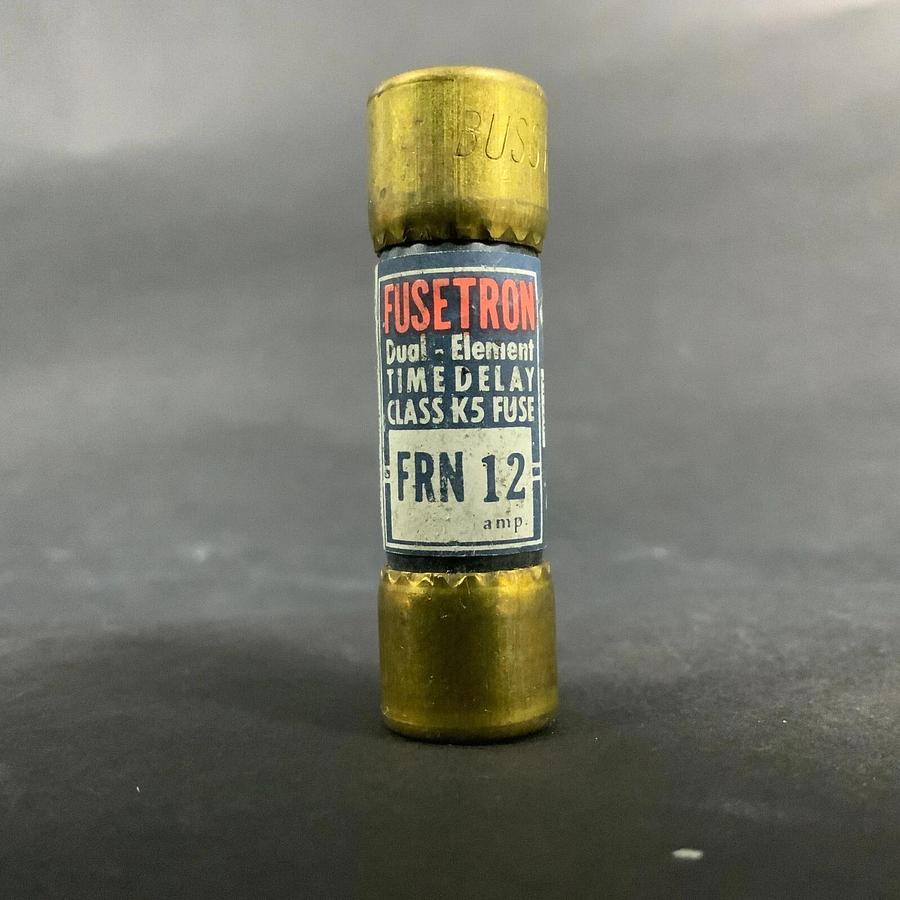 BUSS
FUSETRON
Dual - Element
TIME DELAY
CLASS K5 FUSE
FRN 12
amp.